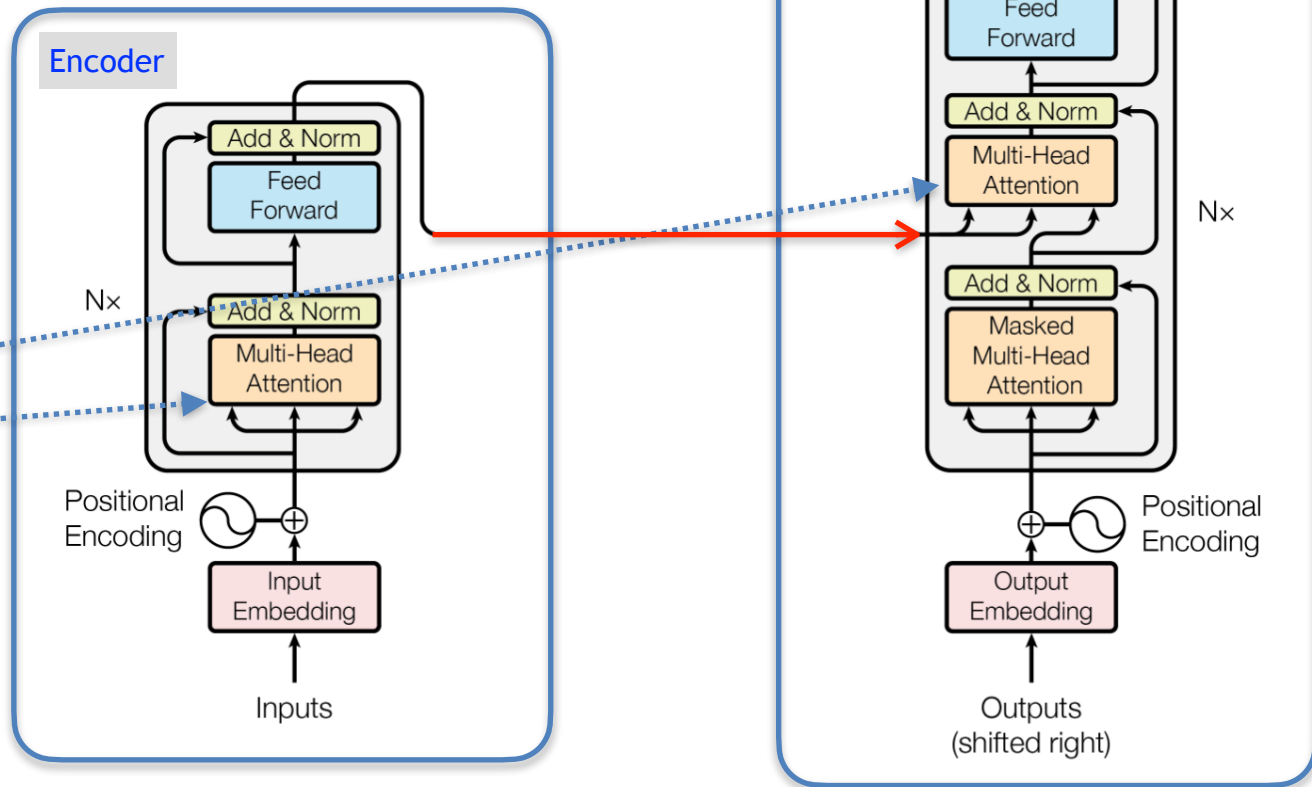 Encoder
Add & Norm
Feed
Forward
Nx
Add & Norm
Multi-Head
Attention
Positional
Encoding
Input
Embedding
Inputs
Feed
Forward
Add & Norm
Multi-Head
Attention
Nx
Add & Norm
Masked
Multi-Head
Attention
Positional
Encoding
Output
Embedding
Outputs
(shifted right)